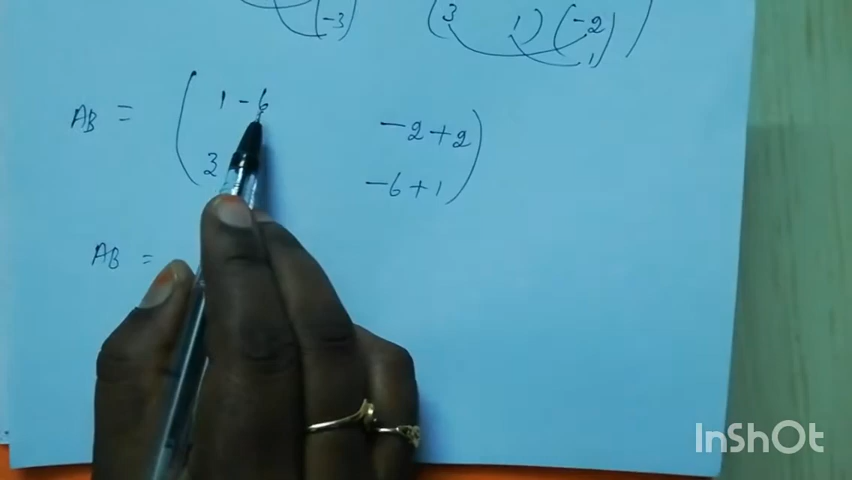 (-3) (3 1) (-2
1)
AB = (1 - 6 -2 + 2
3 -6 + 1)
AB =
InShOt